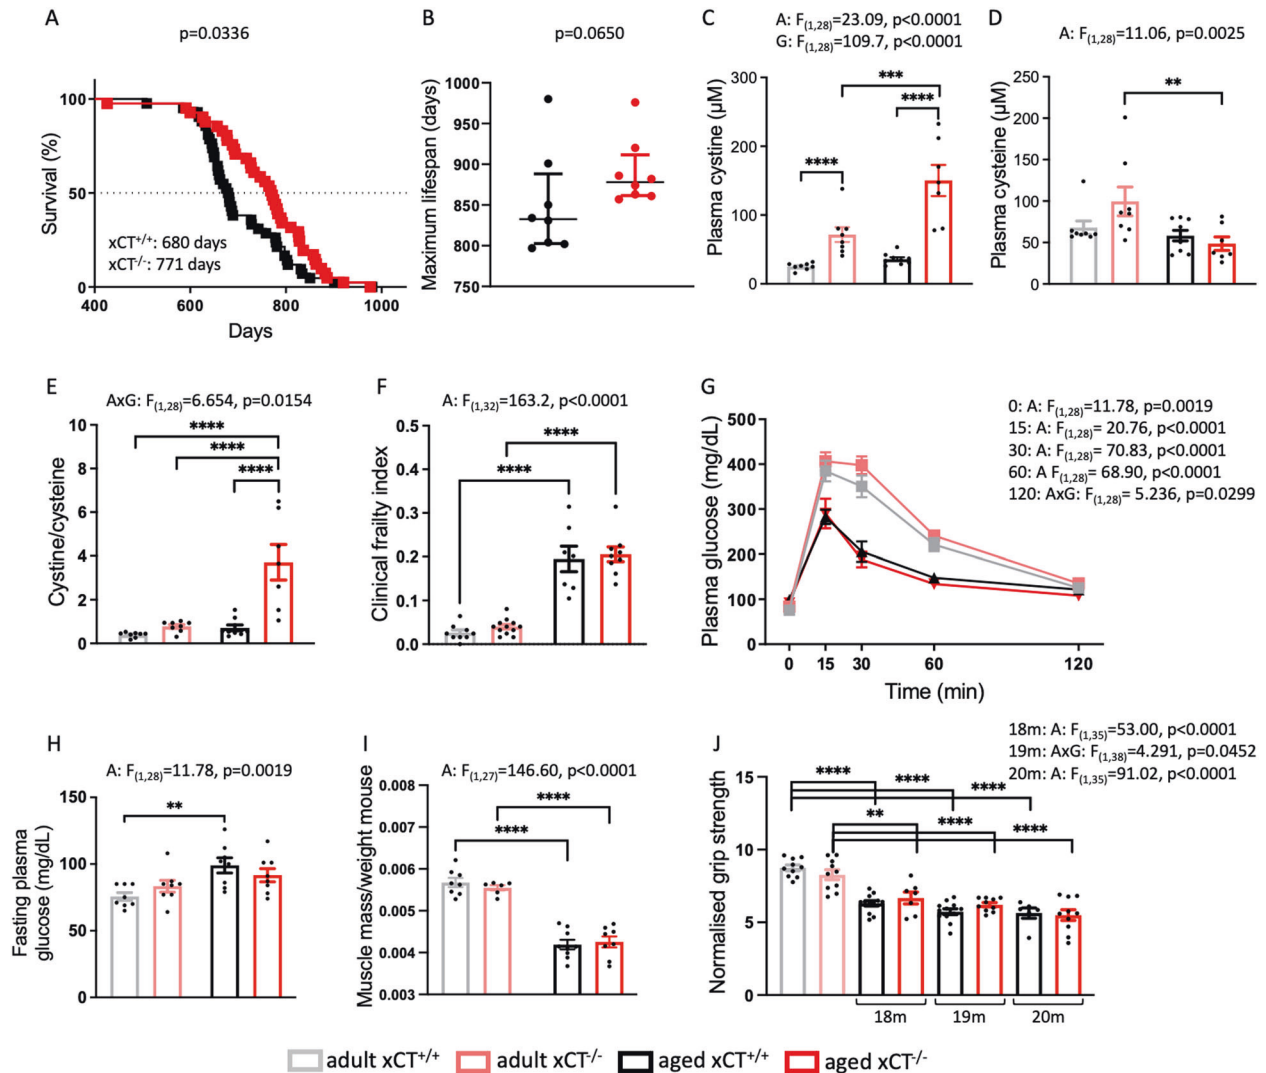 A
p=0.0336
Survival (%)
100
50
0
xCT+/+: 680 days
xCT-/-: 771 days
400
600
800
1000
Days
B
p=0.0650
Maximum lifespan (days)
1000
950
900
850
800
750
C
A: F(1,28)=23.09, p<0.0001
G: F(1,28)=109.7, p<0.0001
Plasma cystine (μM)
300
200
100
0
****
***
****
D
A: F(1,28)=11.06, p=0.0025
Plasma cysteine (μM)
250
200
150
100
50
0
**
E
AxG: F(1,28)=6.654, p=0.0154
Cystine/cysteine
10
8
6
4
2
0
****
****
****
F
A: F(1,32)=163.2, p<0.0001
Clinical frailty index
0.5
0.4
0.3
0.2
0.1
0.0
****
****
G
0: A: F(1,28)=11.78, p=0.0019
15: A: F(1,28)= 20.76, p<0.0001
30: A: F(1,28)= 70.83, p<0.0001
60: A F(1,28)= 68.90, p<0.0001
120: AxG: F(1,28)= 5.236, p=0.0299
Plasma glucose (mg/dL)
500
400
300
200
100
0
0
15
30
60
120
Time (min)
H
A: F(1,28)=11.78, p=0.0019
Fasting plasma
glucose (mg/dL)
150
100
50
0
**
I
A: F(1,27)=146.60, p<0.0001
Muscle mass/weight mouse
0.008
0.007
0.006
0.005
0.004
0.003
****
****
J
18m: A: F(1,35)=53.00, p<0.0001
19m: AxG: F(1,38)=4.291, p=0.0452
20m: A: F(1,35)=91.02, p<0.0001
Normalised grip strength
15
10
5
0
****
****
****
**
****
****
18m
19m
20m
adult xCT+/+
adult xCT-/-
aged xCT+/+
aged xCT-/-